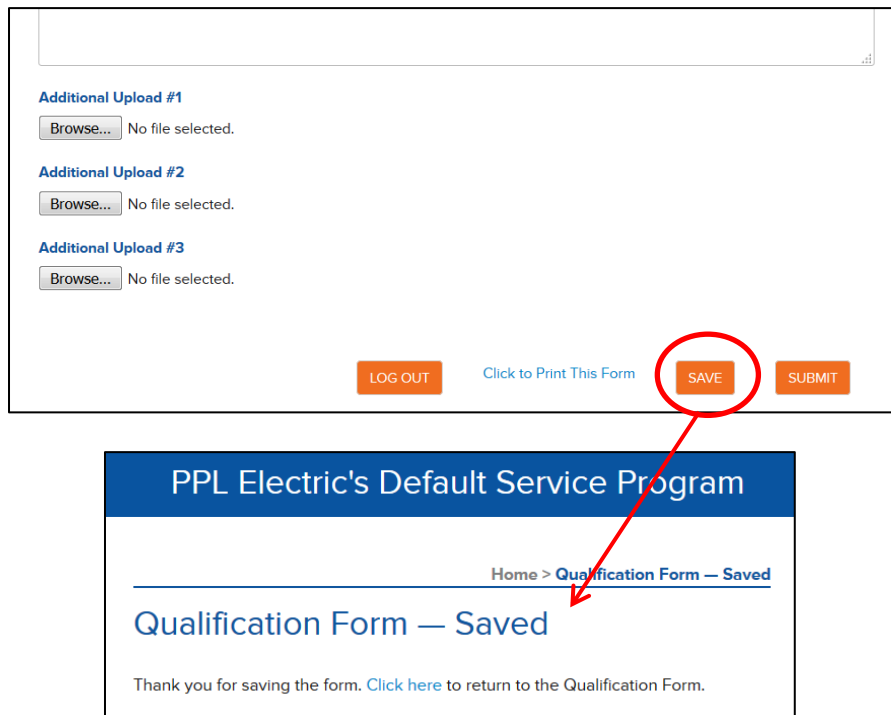 Additional Upload #1
Browse... No file selected.
Additional Upload #2
Browse... No file selected.
Additional Upload #3
Browse... No file selected.
LOG OUT Click to Print This Form SAVE SUBMIT
PPL Electric's Default Service Program
Home > Qualification Form — Saved
Qualification Form — Saved
Thank you for saving the form. Click here to return to the Qualification Form.